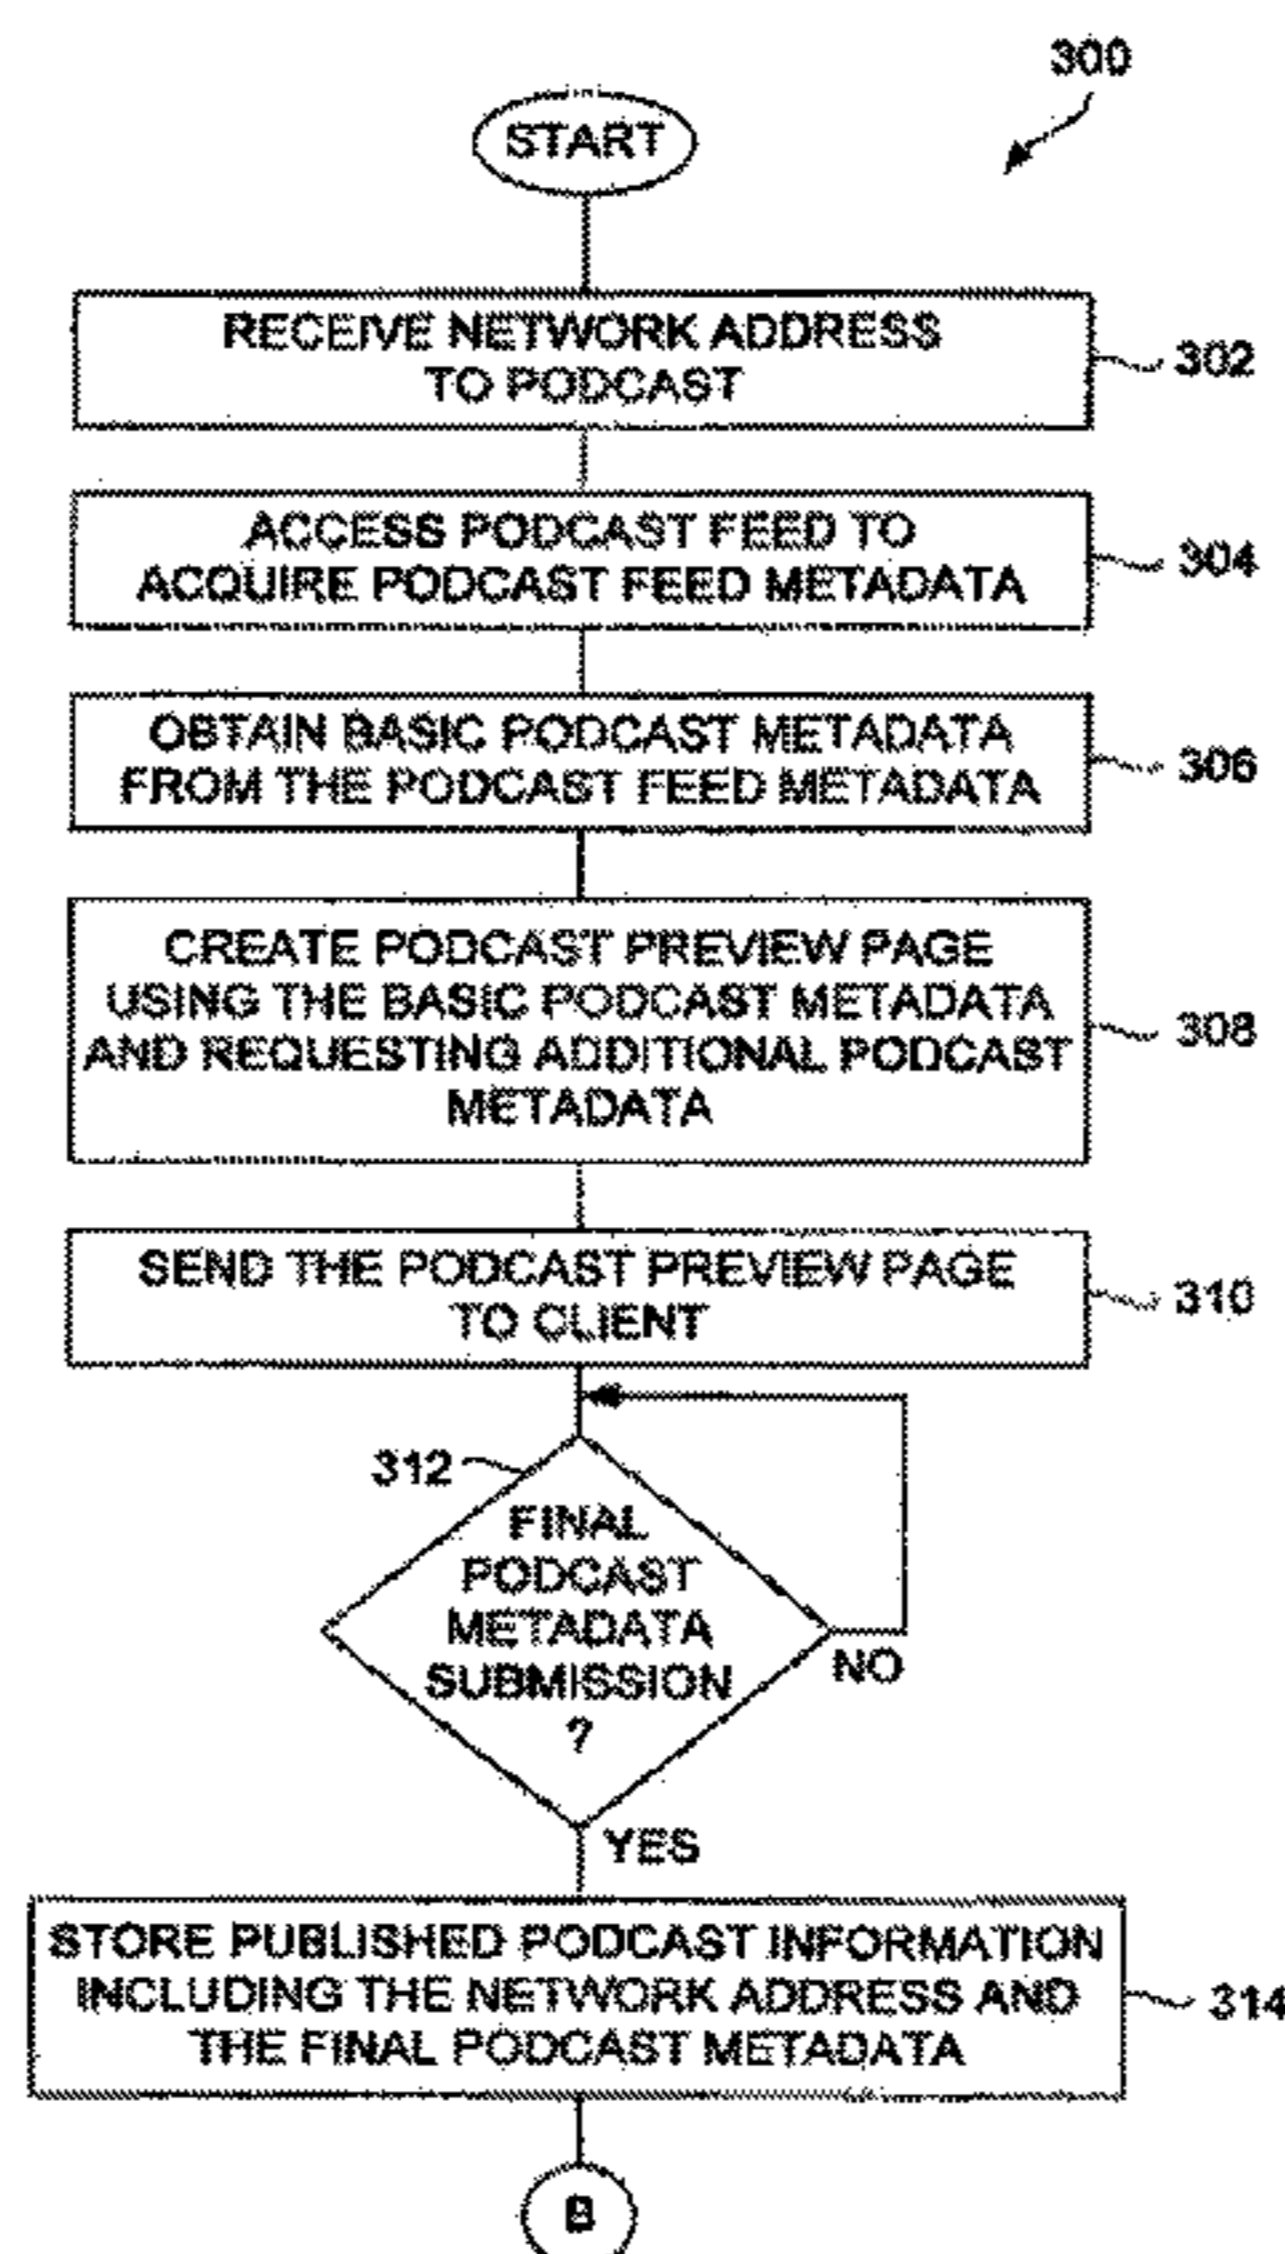 300
START
RECEIVE NETWORK ADDRESS
TO PODCAST
302
ACCESS PODCAST FEED TO
ACQUIRE PODCAST FEED METADATA
304
OBTAIN BASIC PODCAST METADATA
FROM THE PODCAST FEED METADATA
306
CREATE PODCAST PREVIEW PAGE
USING THE BASIC PODCAST METADATA
AND REQUESTING ADDITIONAL PODCAST
METADATA
308
SEND THE PODCAST PREVIEW PAGE
TO CLIENT
310
312
FINAL
PODCAST
METADATA
SUBMISSION
?
NO
YES
STORE PUBLISHED PODCAST INFORMATION
INCLUDING THE NETWORK ADDRESS AND
THE FINAL PODCAST METADATA
314
B